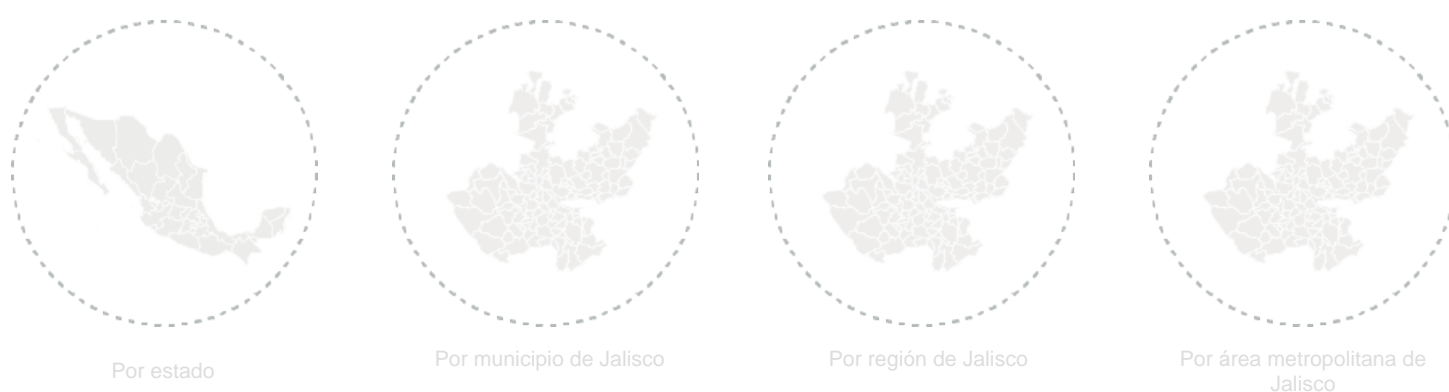 Por estado
Por municipio de Jalisco
Por región de Jalisco
Por área metropolitana de
Jalisco